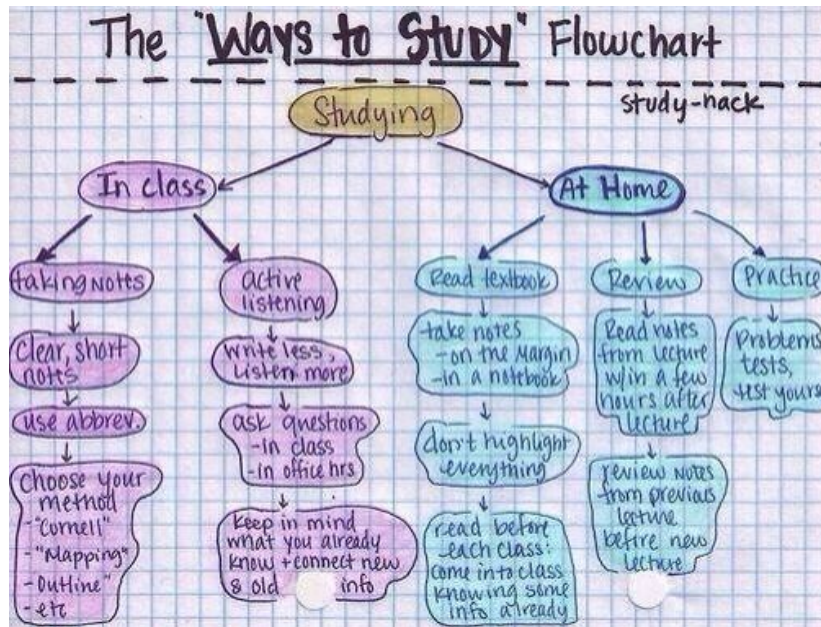 The "Ways to Study" Flowchart
study-hack
Studying
In class
At Home
taking notes
Clear, short
notes
use abbrev.
Choose your
method
-"Cornell"
-"Mapping"
-Outline"
-etc
active
listening
write less,
listen more
ask questions
-in class
-in office hrs
keep in mind
what you already
know + connect new
& old info
Read textbook
take notes
-on the Margin
-in a notebook
don't highlight
everything
read before
each class:
come into class
knowing some
info already
Review
Read notes
from lecture
w/in a few
hours after
lecture
review notes
from previous
lecture
before new
lecture
Practice
Problems
tests,
test yours